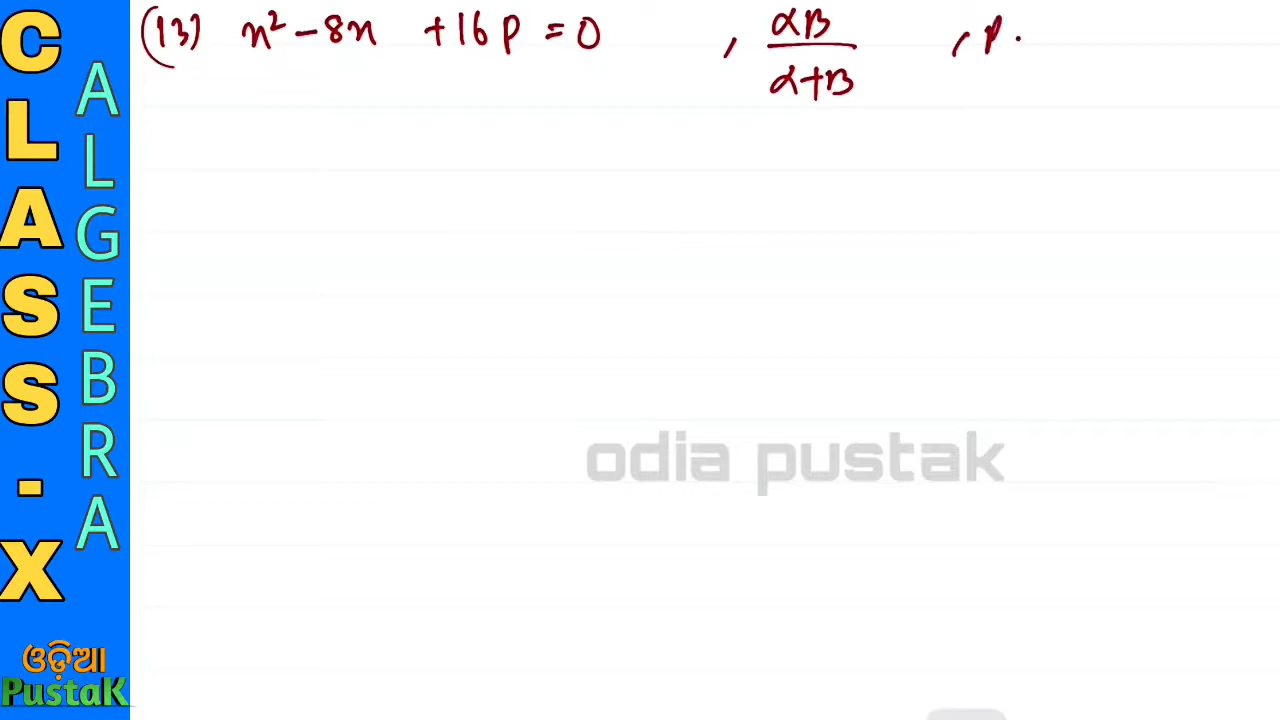 CLASS-X
ALGEBRA
(13) x² - 8x + 16p = 0 , αβ/α+β , p.
odia pustak
ଓଡ଼ିଆ
PustaK